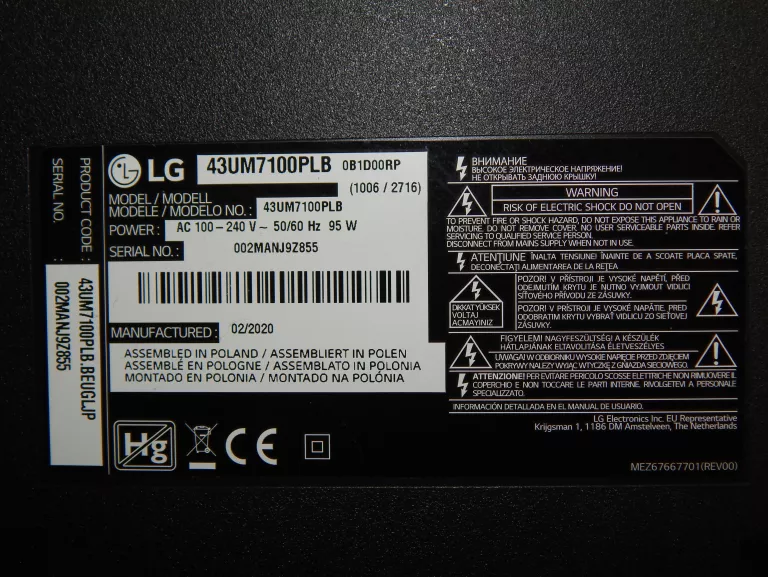 PRODUCT CODE : 43UM7100PLB.BEUGLJP
SERIAL NO. : 002MANJ9Z855
LG 43UM7100PLB 0B1D00RP
(1006 / 2716)
MODEL / MODELL
MODELE / MODELO NO. : 43UM7100PLB
POWER : AC 100 – 240 V ~ 50/60 Hz 95 W
SERIAL NO. : 002MANJ9Z855
MANUFACTURED : 02/2020
ASSEMBLED IN POLAND / ASSEMBLIERT IN POLEN
ASSEMBLÉ EN POLOGNE / ASSEMBLATO IN POLONIA
MONTADO EN POLONIA / MONTADO NA POLÔNIA
Hg
CE
ВНИМАНИЕ
ВЫСОКОЕ ЭЛЕКТРИЧЕСКОЕ НАПРЯЖЕНИЕ!
НЕ ОТКРЫВАТЬ ЗАДНЮЮ КРЫШКУ!
WARNING
RISK OF ELECTRIC SHOCK DO NOT OPEN
TO PREVENT FIRE OR SHOCK HAZARD, DO NOT EXPOSE THIS APPLIANCE TO RAIN OR
MOISTURE. DO NOT REMOVE COVER. NO USER SERVICEABLE PARTS INSIDE. REFER
SERVICING TO QUALIFIED SERVICE PERSON.
DISCONNECT FROM MAINS SUPPLY WHEN NOT IN USE.
ATENŢIUNE ÎNALTA TENSIUNE! ÎNAINTE DE A SCOATE PLACA SPATE,
DECONECTAŢI ALIMENTAREA DE LA REŢEA
DIKKAT YÜKSEK
VOLTAJ
AÇMAYINIZ
POZOR! V PŘÍSTROJI JE VYSOKÉ NAPĚTÍ, PŘED
ODEJMUTÍM KRYTU JE NUTNO VYJMOUT VIDLICI
SÍŤOVÉHO PŘÍVODU ZE ZÁSUVKY.
POZOR! V PRÍSTROJI JE VYSOKÉ NAPÄTIE, PRED
ODOBRATIM KRYTU VYBRAŤ VIDLICU ZO SIEŤOVEJ
ZÁSUVKY.
FIGYELEM! NAGYFESZÜLTSÉG! A KÉSZÜLÉK
HÁTLAPJÁNAK ELTÁVOLÍTÁSA ÉLETVESZÉLYES
UWAGA! W ODBIORNIKU WYSOKIE NAPIĘCIE PRZED ZDJĘCIEM
POKRYWY NALEŻY WYJĄĆ WTYCZKĘ Z GNIAZDA SIECIOWEGO.
ATTENZIONE! PER EVITARE PERICOLO SCOSSE ELETTRICHE NON RIMUOVERE IL
COPERCHIO E NON TOCCARE LE PARTI INTERNE. RIVOLGETEVI A PERSONALE
SPECIALIZZATO.
INFORMACIÓN DETALLADA EN EL MANUAL DE USUARIO.
LG Electronics Inc. EU Representative
Krijgsman 1, 1186 DM Amstelveen, The Netherlands
MEZ67667701(REV00)